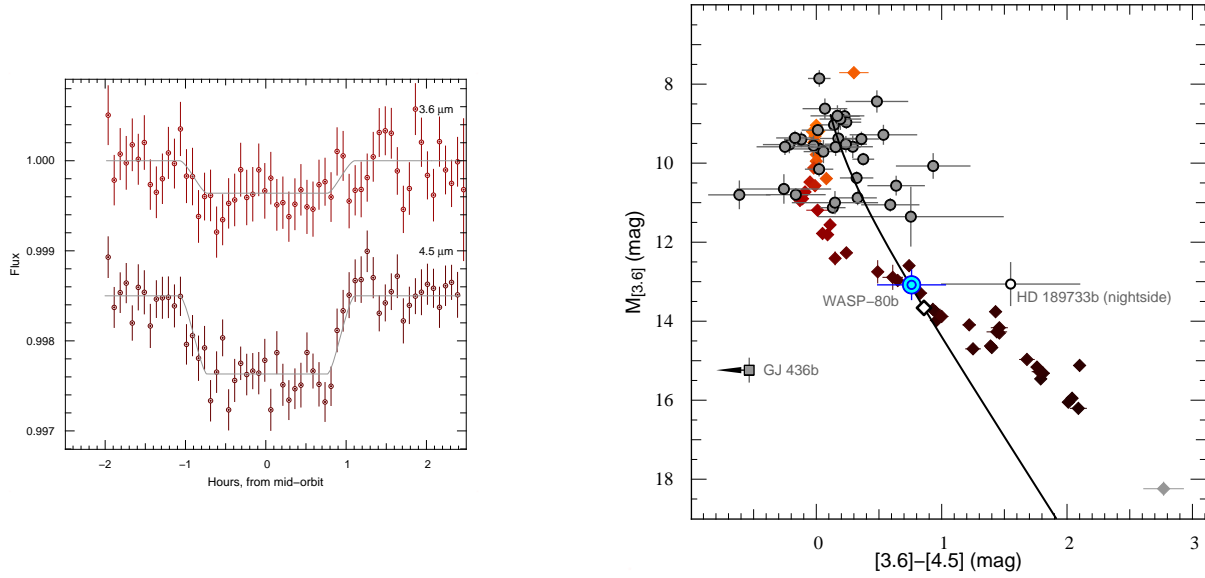 3.6 µm
1.000
0.999
4.5 µm
0.998
0.997
Flux
−2
−1
0
1
2
Hours, from mid−orbit
8
10
12
14
16
18
M[3.6] (mag)
WASP−80b
HD 189733b (nightside)
GJ 436b
0
1
2
3
[3.6]−[4.5] (mag)